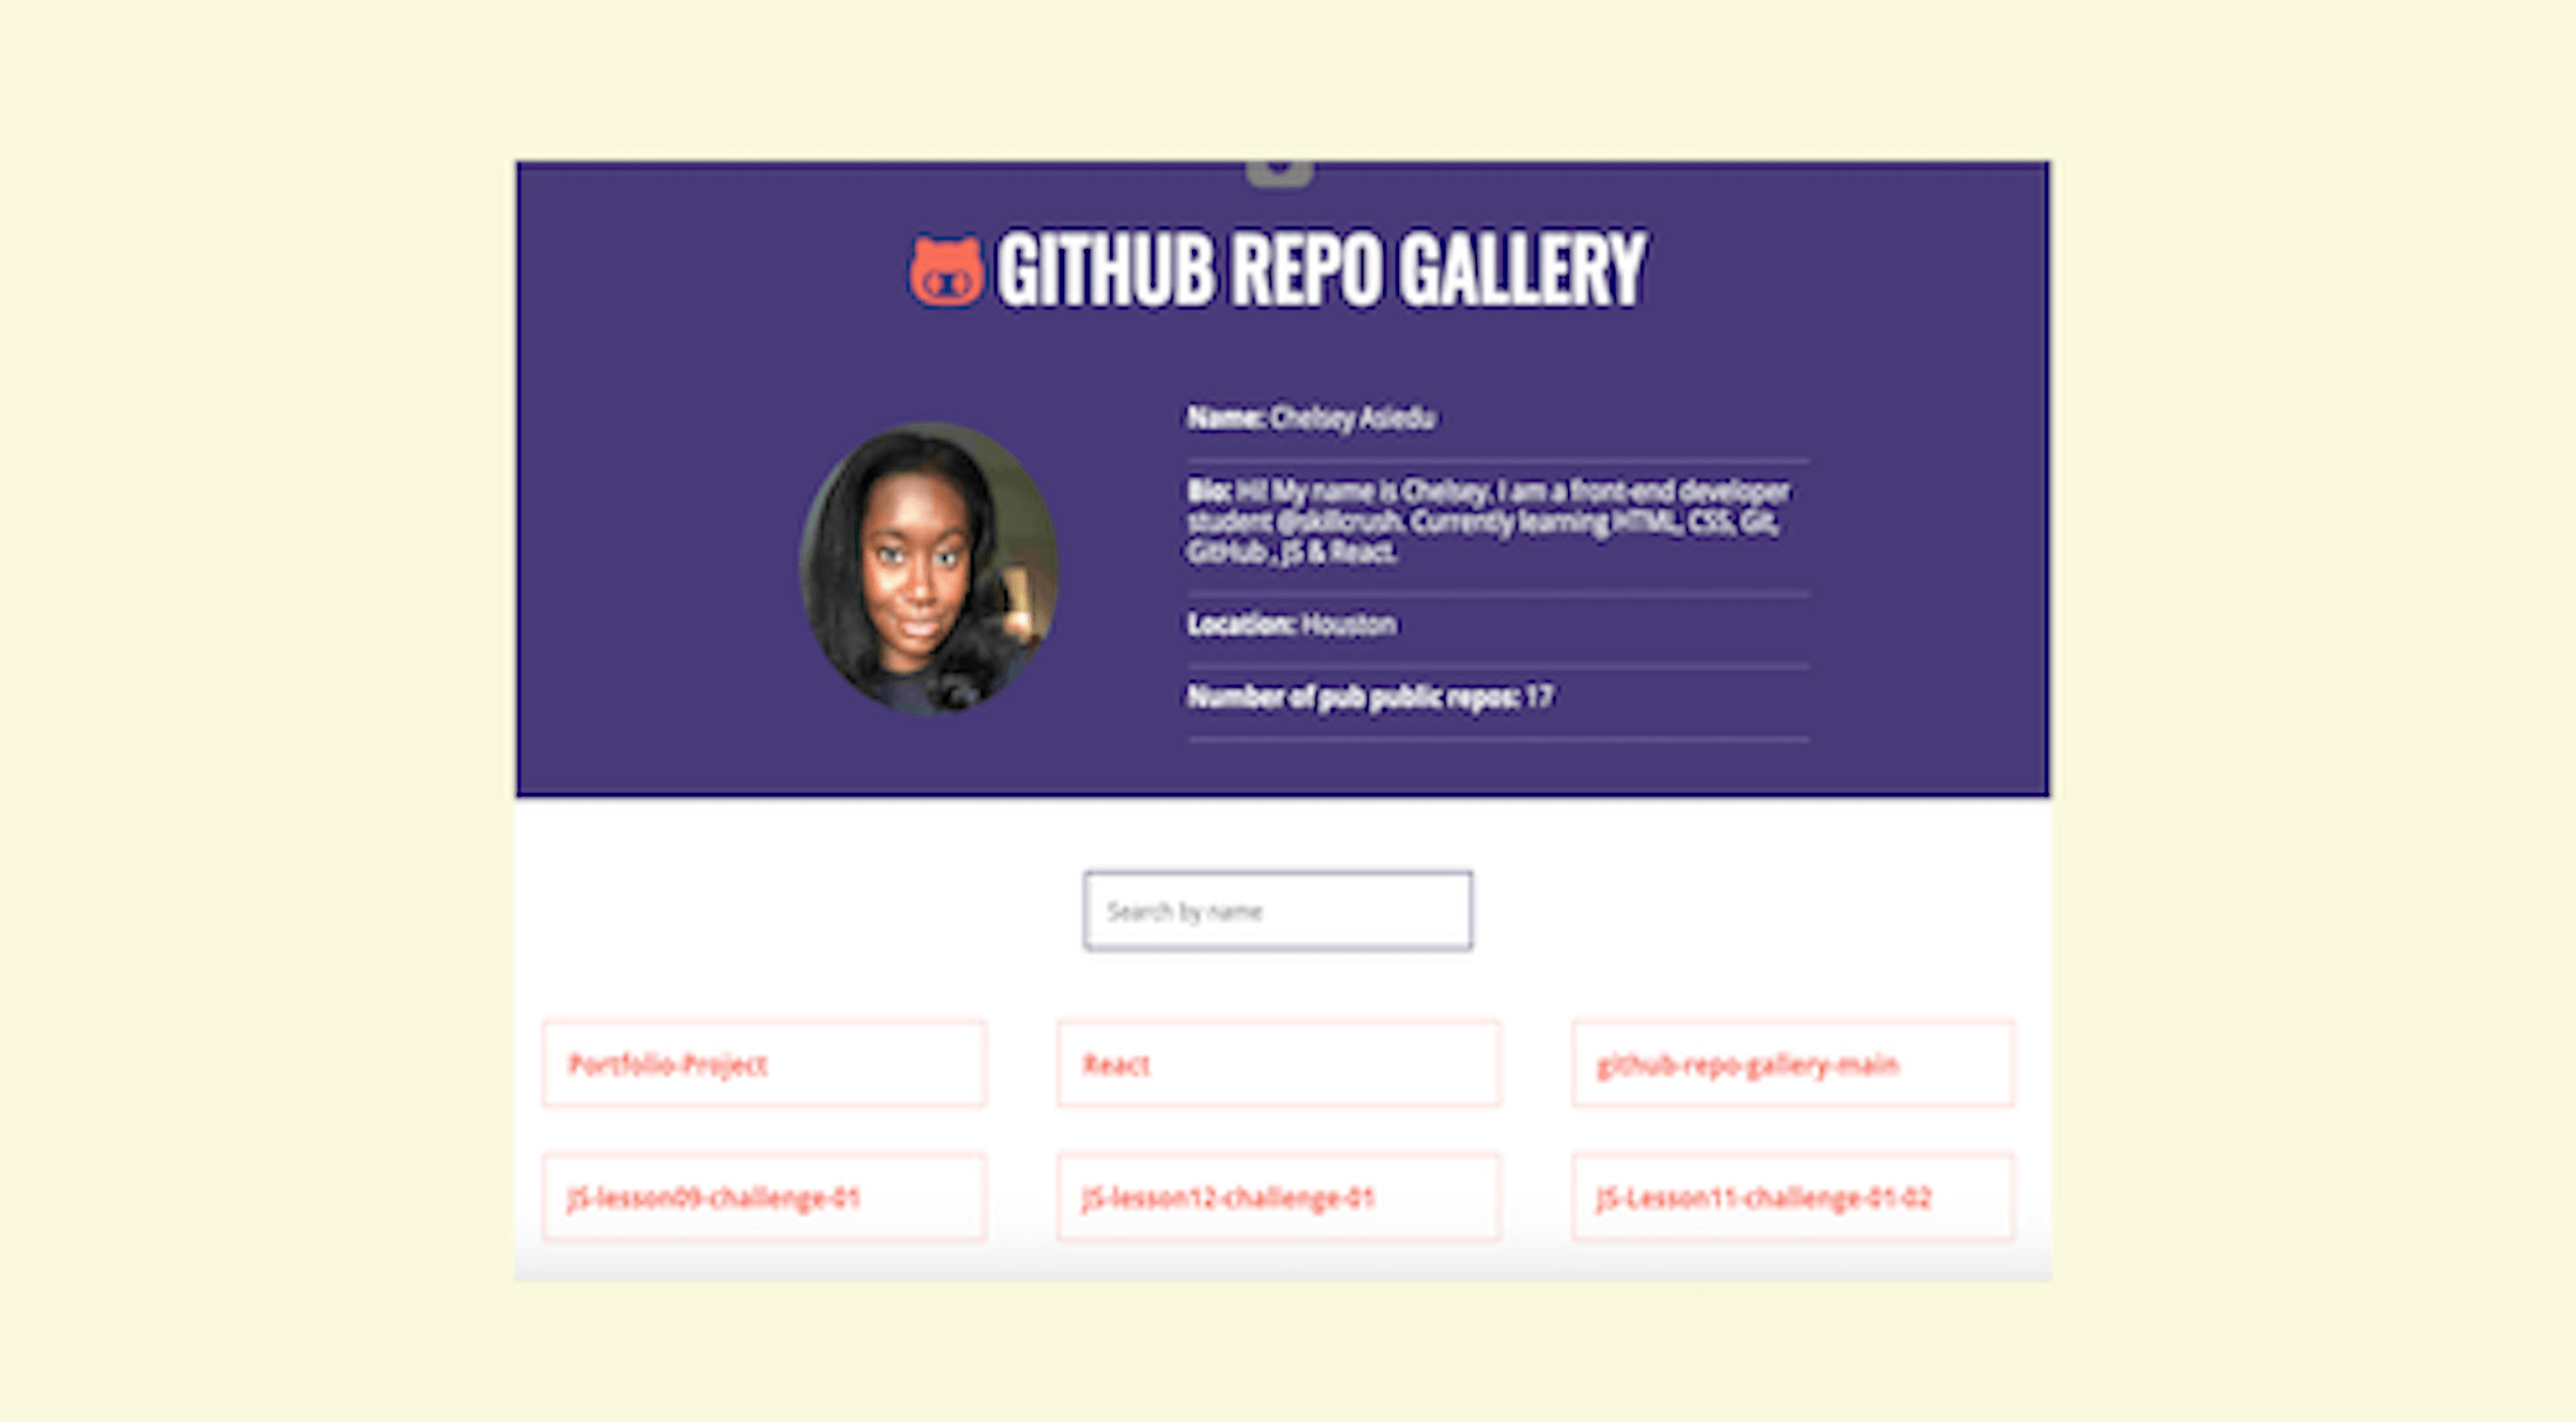 GITHUB REPO GALLERY
Name: Chelsey Asiedu
Bio: Hi! My name is Chelsey, I am a front-end developer
student @skillcrush. Currently learning HTML, CSS, Git,
GitHub , JS & React.
Location: Houston
Number of pub public repos: 17
Search by name
Portfolio-Project
React
github-repo-gallery-main
JS-lesson09-challenge-01
JS-lesson12-challenge-01
JS-Lesson11-challenge-01-02